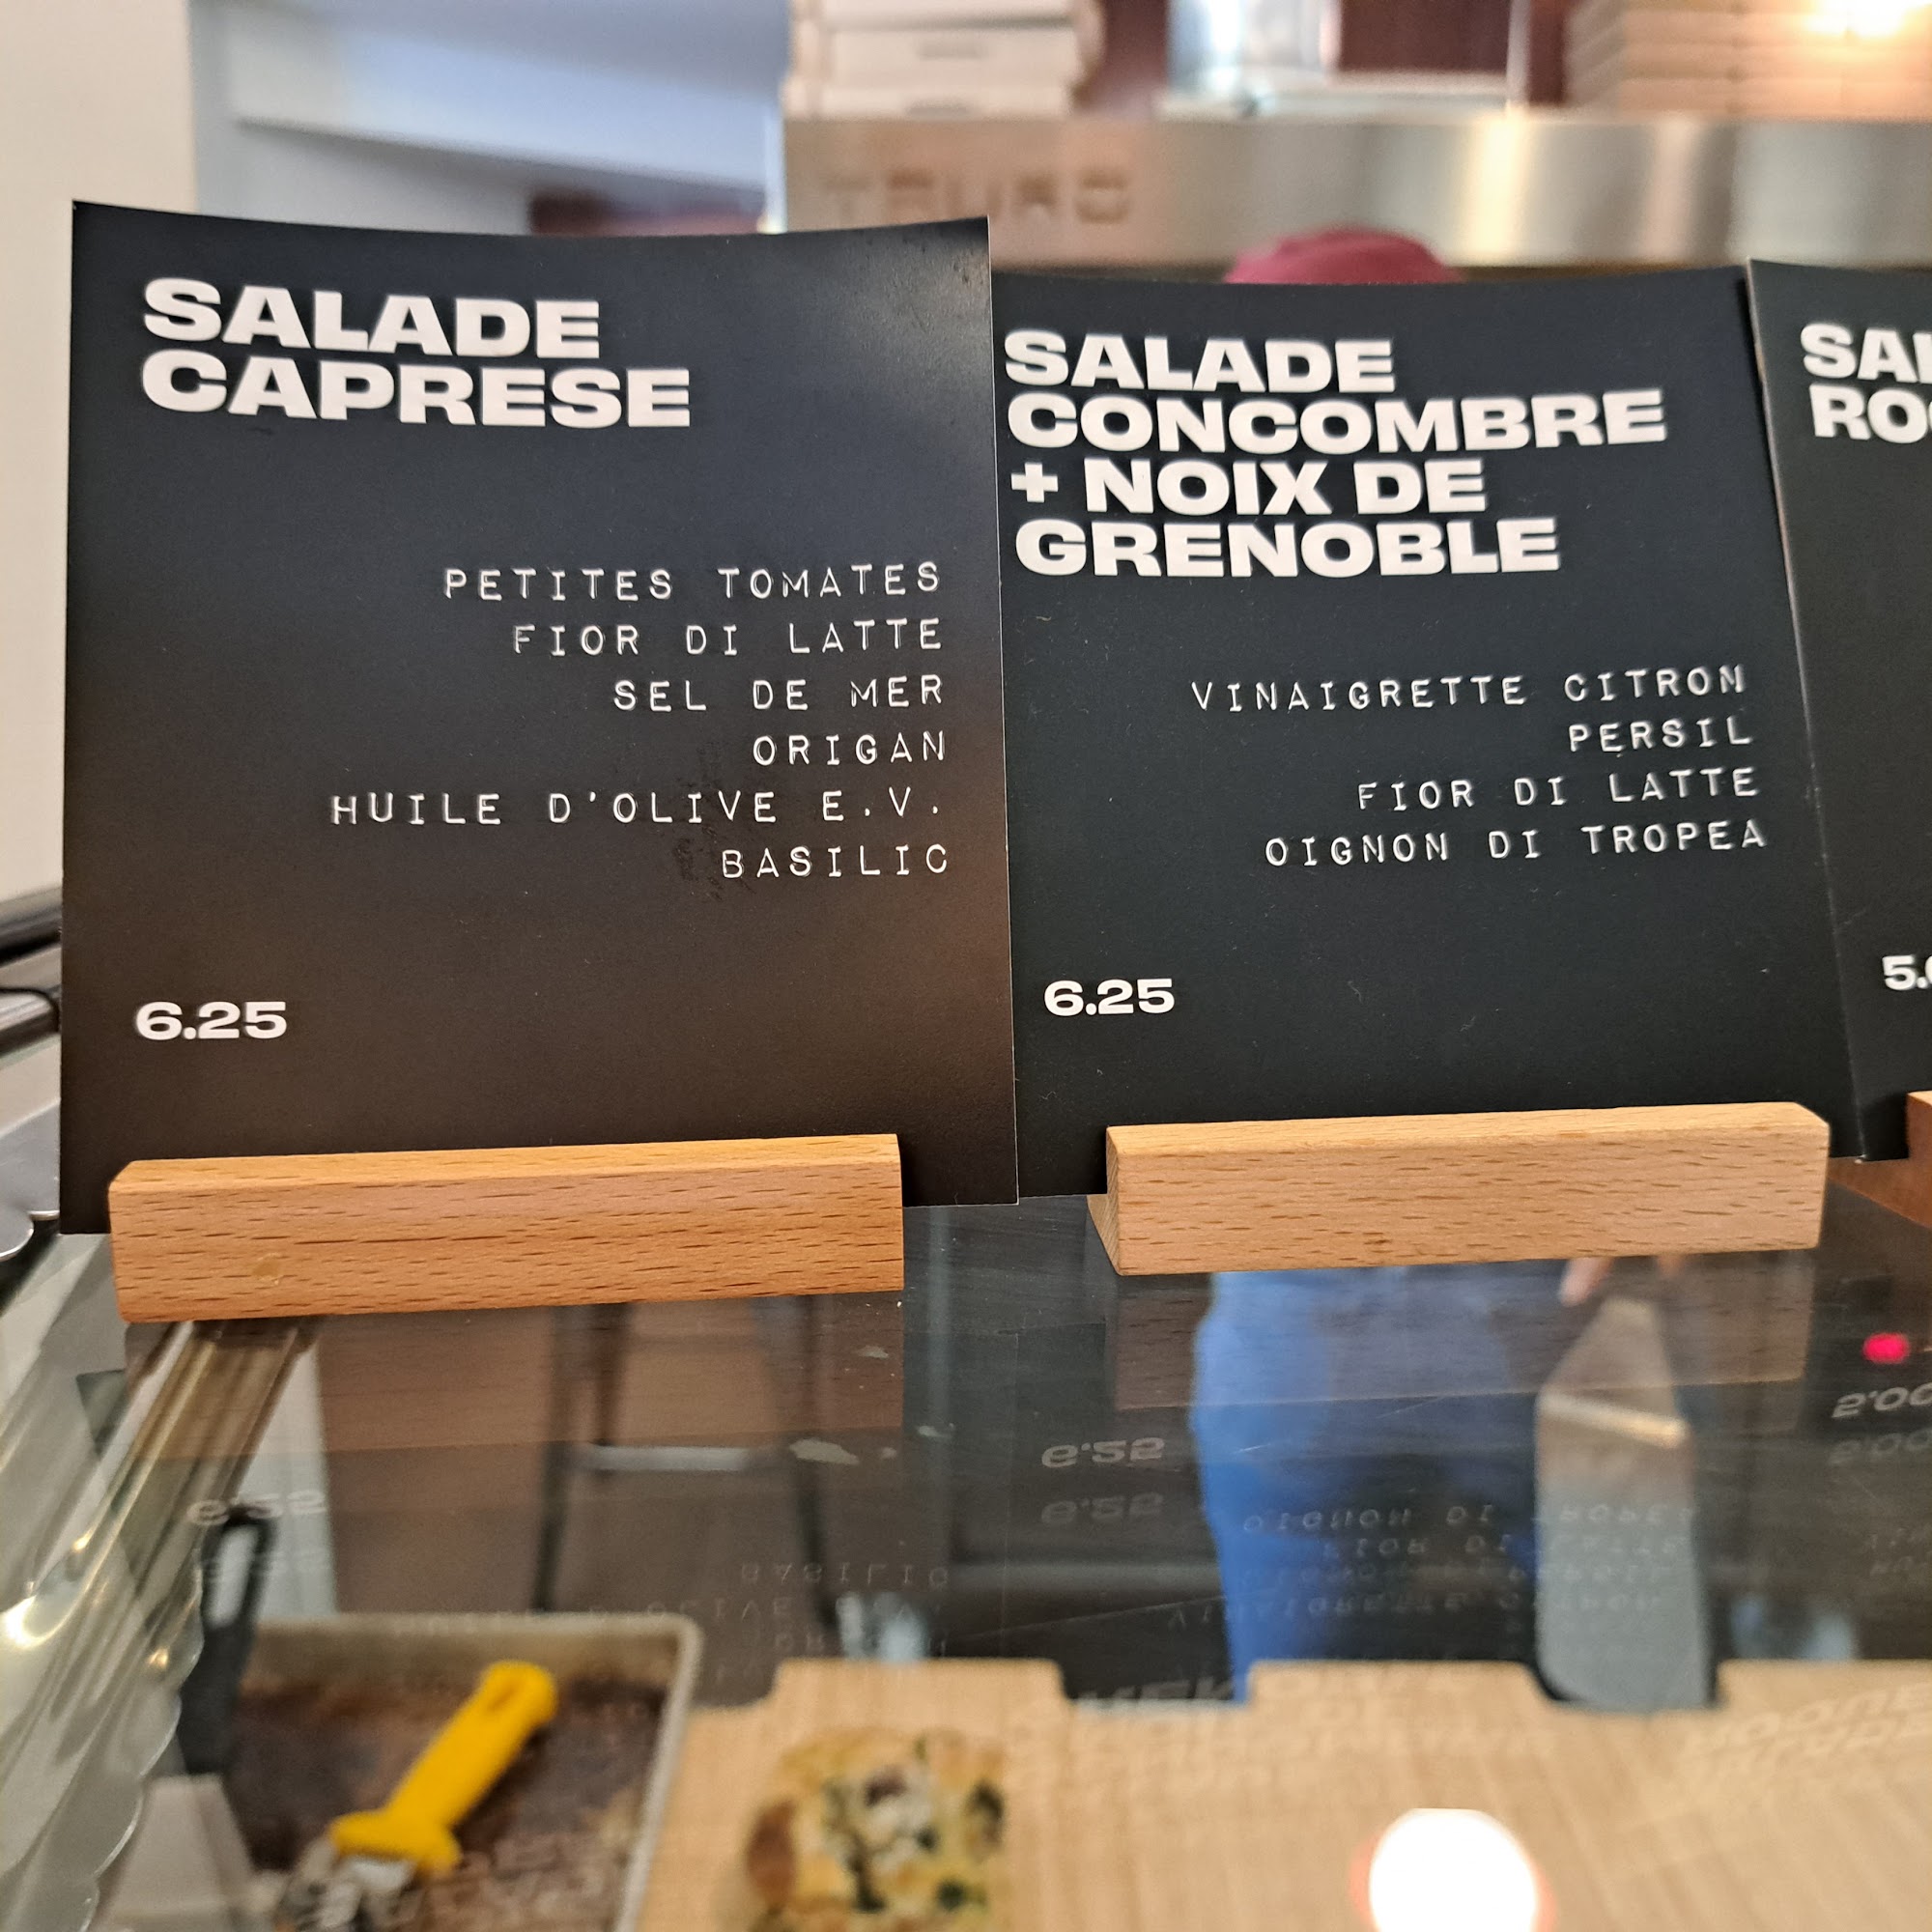 SALADE
CAPRESE
PETITES TOMATES
FIOR DI LATTE
SEL DE MER
ORIGAN
HUILE D'OLIVE E.V.
BASILIC
6.25
SALADE
CONCOMBRE
+ NOIX DE
GRENOBLE
VINAIGRETTE CITRON
PERSIL
FIOR DI LATTE
OIGNON DI TROPEA
6.25